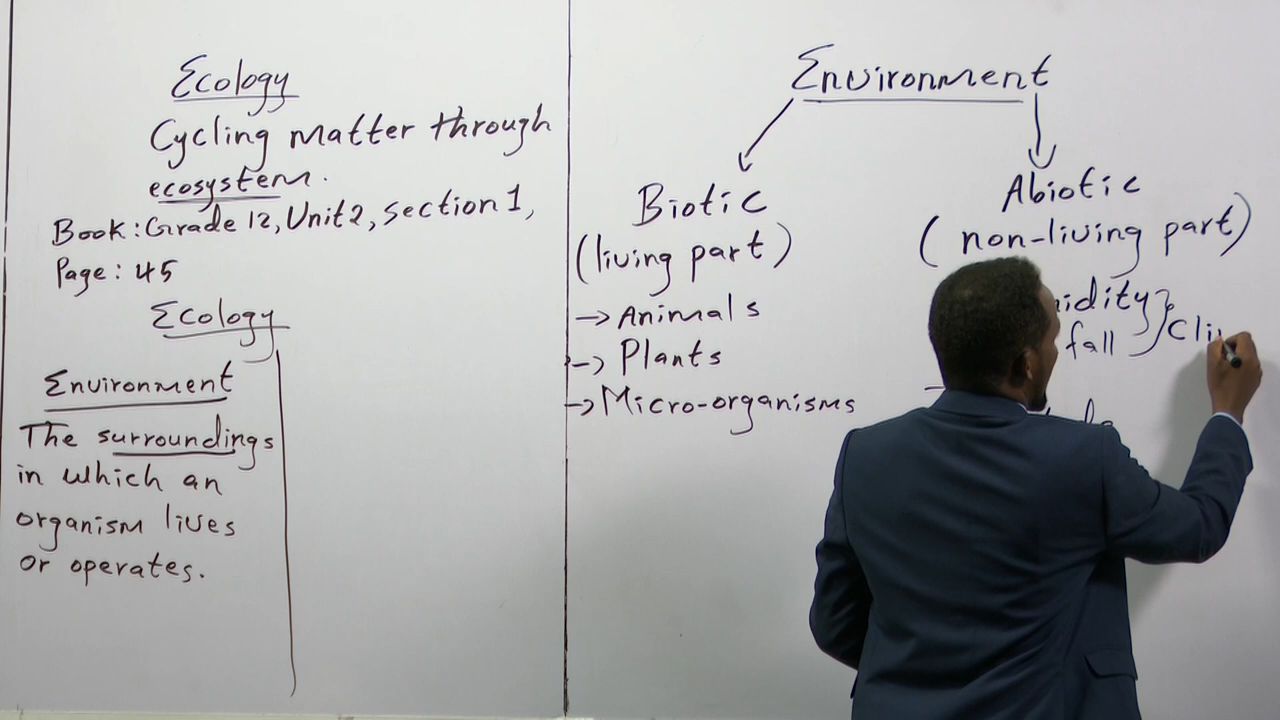 Ecology
Cycling matter through
ecosystem.
Book: Grade 12, Unit 2, section 1,
Page: 45
Ecology
Environment
The surroundings
in which an
organism lives
or operates.
Environment
Biotic
Abiotic
(living part)
(non-living part)
→ Animals
→ Plants
→ Micro-organisms
fall